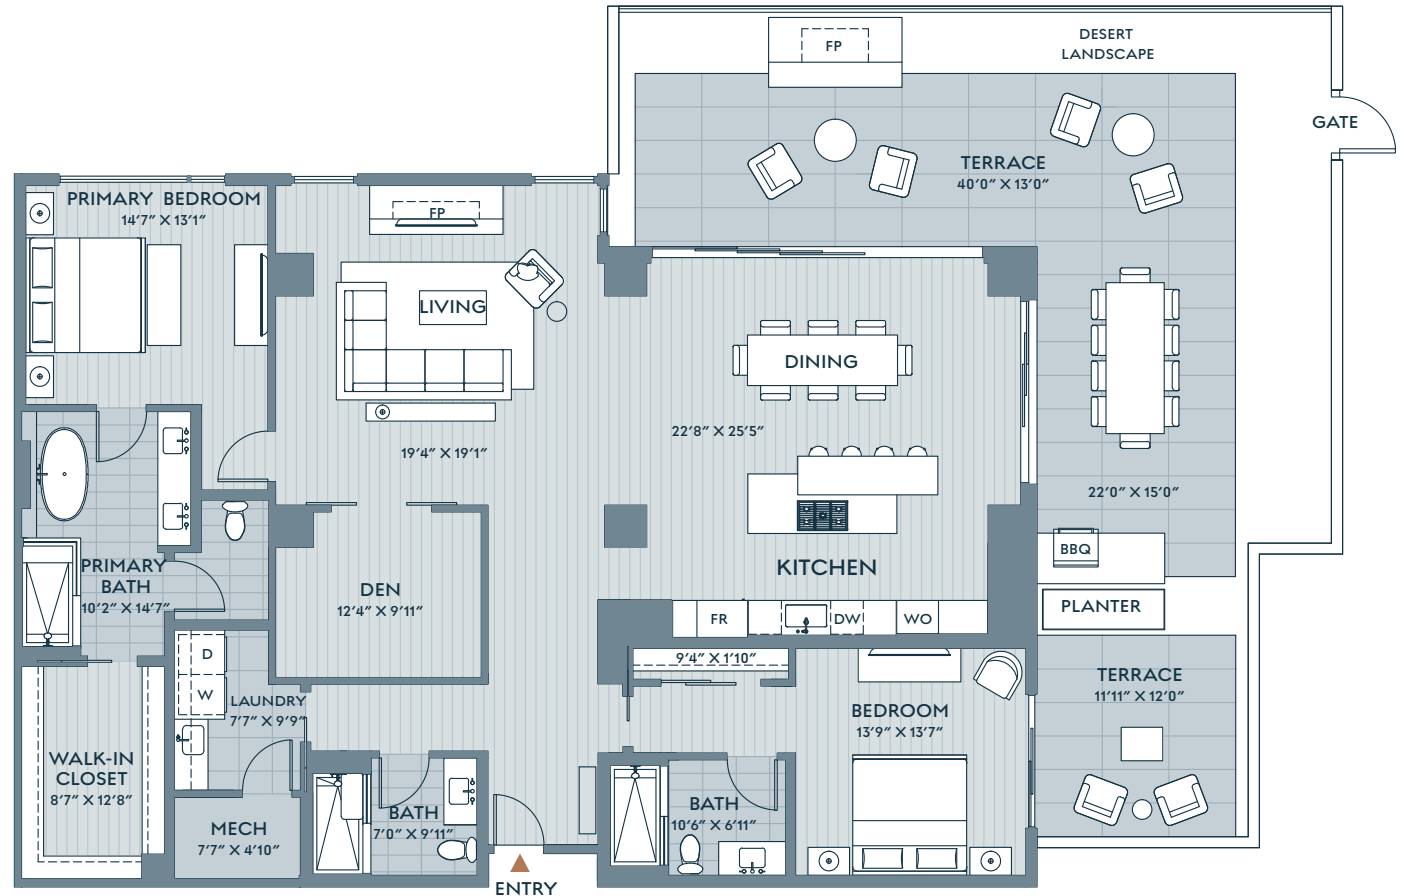 DESERT
LANDSCAPE
FP
GATE
TERRACE
40'0" X 13'0"
PRIMARY BEDROOM
14'7" X 13'1"
FP
LIVING
DINING
22'8" X 25'5"
19'4" X 19'1"
22'0" X 15'0"
BBQ
KITCHEN
PRIMARY
BATH
10'2" X 14'7"
DEN
12'4" X 9'11"
PLANTER
FR
DW
WO
D
W
9'4" X 1'10"
TERRACE
11'11" X 12'0"
LAUNDRY
7'7" X 9'9"
BEDROOM
13'9" X 13'7"
WALK-IN
CLOSET
8'7" X 12'8"
BATH
10'6" X 6'11"
BATH
7'0" X 9'11"
MECH
7'7" X 4'10"
ENTRY